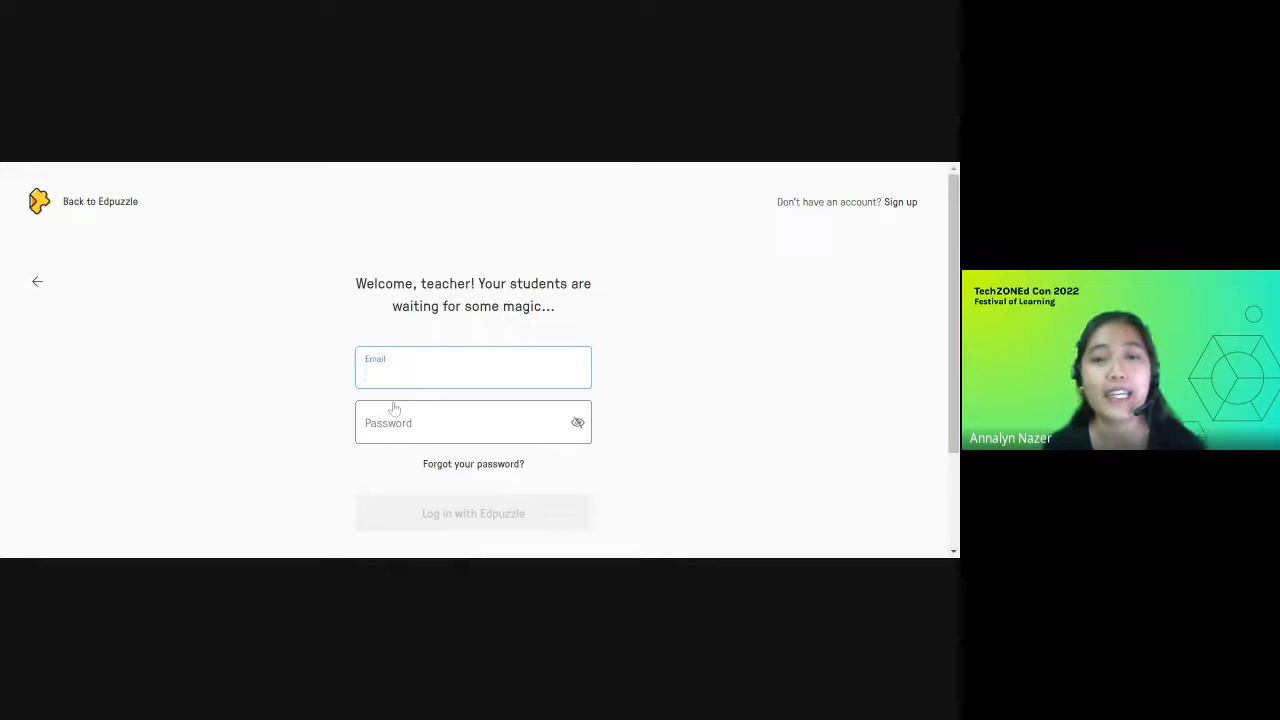 Back to Edpuzzle
Don't have an account? Sign up
Welcome, teacher! Your students are
waiting for some magic...
Email
Password
Forgot your password?
Log in with Edpuzzle
TechZONEd Con 2022
Festival of Learning
Annalyn Nazer